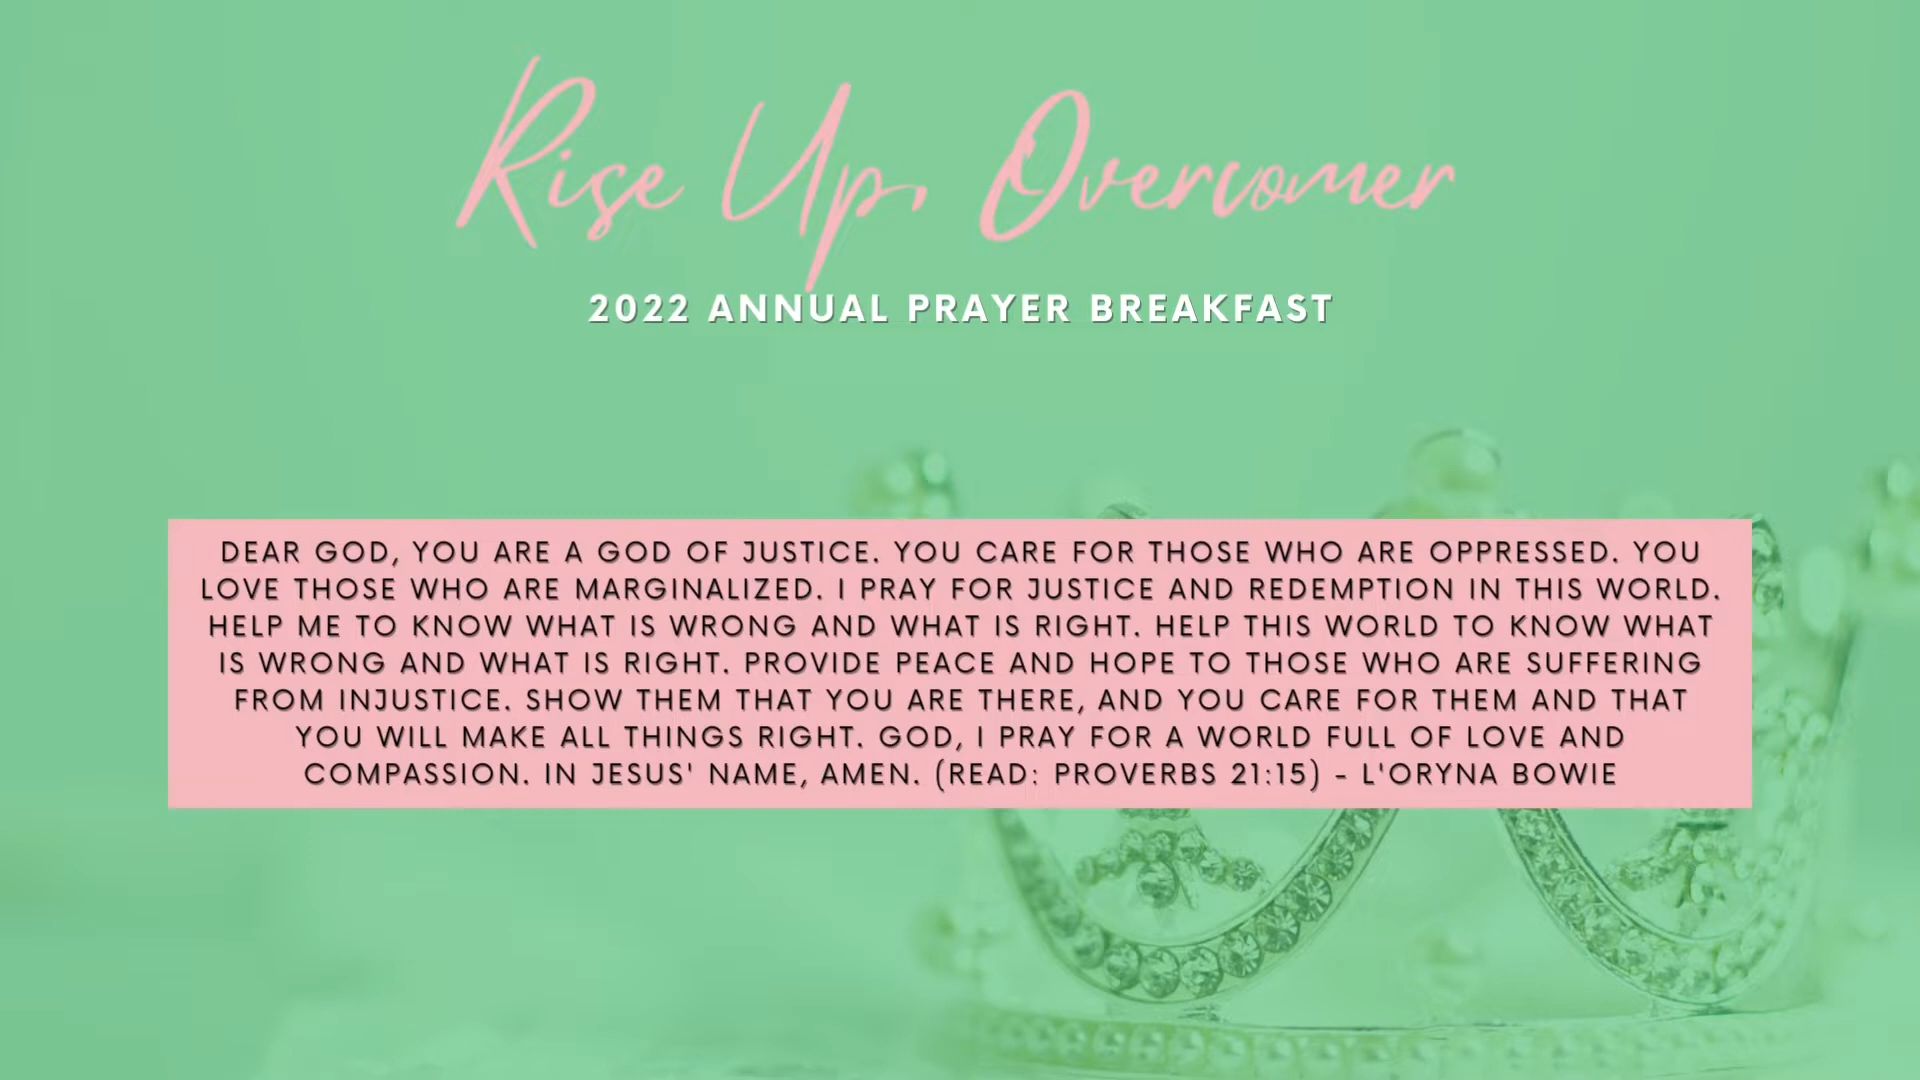 Rise Up, Overcomer
2022 ANNUAL PRAYER BREAKFAST
DEAR GOD, YOU ARE A GOD OF JUSTICE. YOU CARE FOR THOSE WHO ARE OPPRESSED. YOU
LOVE THOSE WHO ARE MARGINALIZED. I PRAY FOR JUSTICE AND REDEMPTION IN THIS WORLD.
HELP ME TO KNOW WHAT IS WRONG AND WHAT IS RIGHT. HELP THIS WORLD TO KNOW WHAT
IS WRONG AND WHAT IS RIGHT. PROVIDE PEACE AND HOPE TO THOSE WHO ARE SUFFERING
FROM INJUSTICE. SHOW THEM THAT YOU ARE THERE, AND YOU CARE FOR THEM AND THAT
YOU WILL MAKE ALL THINGS RIGHT. GOD, I PRAY FOR A WORLD FULL OF LOVE AND
COMPASSION. IN JESUS' NAME, AMEN. (READ: PROVERBS 21:15) - L'ORYNA BOWIE